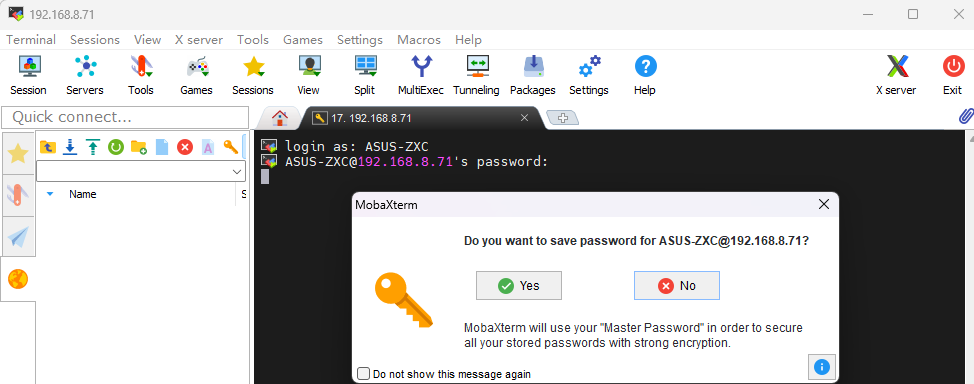 192.168.8.71
Terminal Sessions View X server Tools Games Settings Macros Help
Session Servers Tools Games Sessions View Split MultiExec Tunneling Packages Settings Help X server Exit
Quick connect...
17. 192.168.8.71
login as: ASUS-ZXC
ASUS-ZXC@192.168.8.71's password:
Name S
MobaXterm
Do you want to save password for ASUS-ZXC@192.168.8.71?
Yes No
MobaXterm will use your "Master Password" in order to secure
all your stored passwords with strong encryption.
Do not show this message again